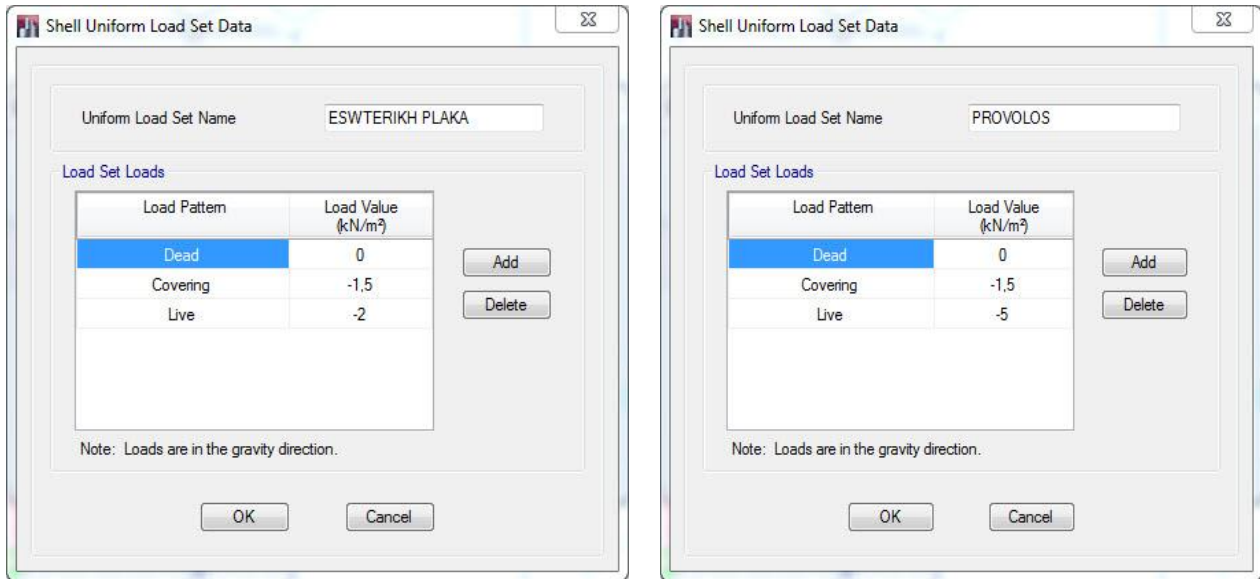 Shell Uniform Load Set Data
Uniform Load Set Name ESWTERIKH PLAKA
Load Set Loads
Load Pattern Load Value
(kN/m²)
Dead 0
Covering -1,5
Live -2
Add
Delete
Note: Loads are in the gravity direction.
OK Cancel
Shell Uniform Load Set Data
Uniform Load Set Name PROVOLOS
Load Set Loads
Load Pattern Load Value
(kN/m²)
Dead 0
Covering -1,5
Live -5
Add
Delete
Note: Loads are in the gravity direction.
OK Cancel